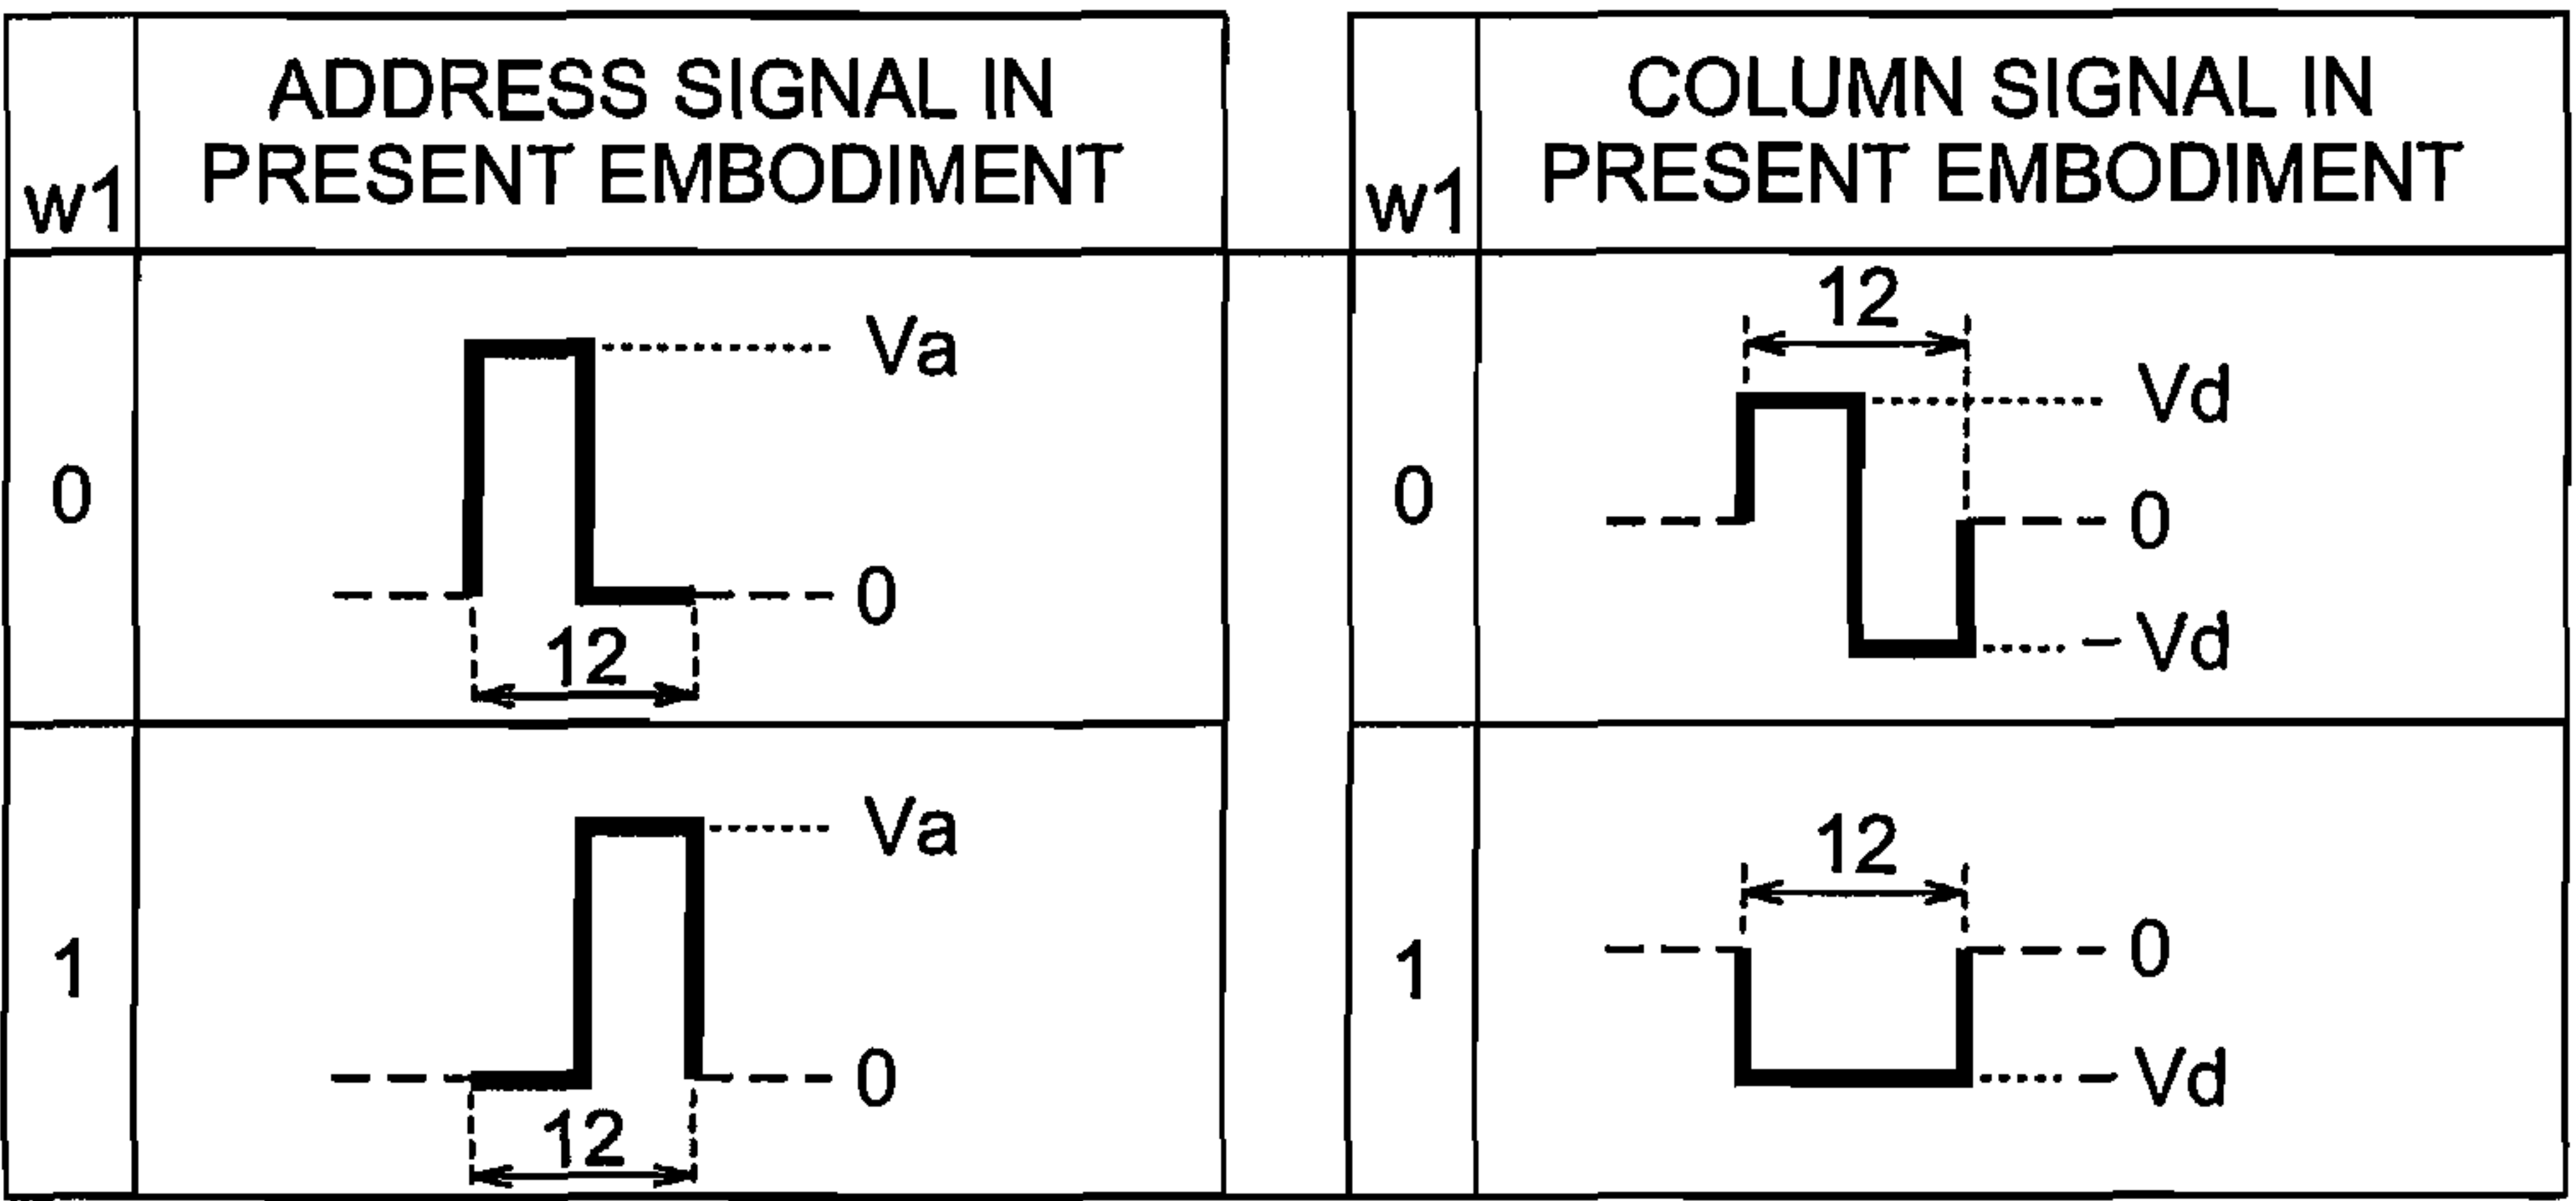 w1
ADDRESS SIGNAL IN
PRESENT EMBODIMENT
0
Va
0
12
1
Va
0
12
w1
COLUMN SIGNAL IN
PRESENT EMBODIMENT
0
12
Vd
0
– Vd
1
12
0
– Vd